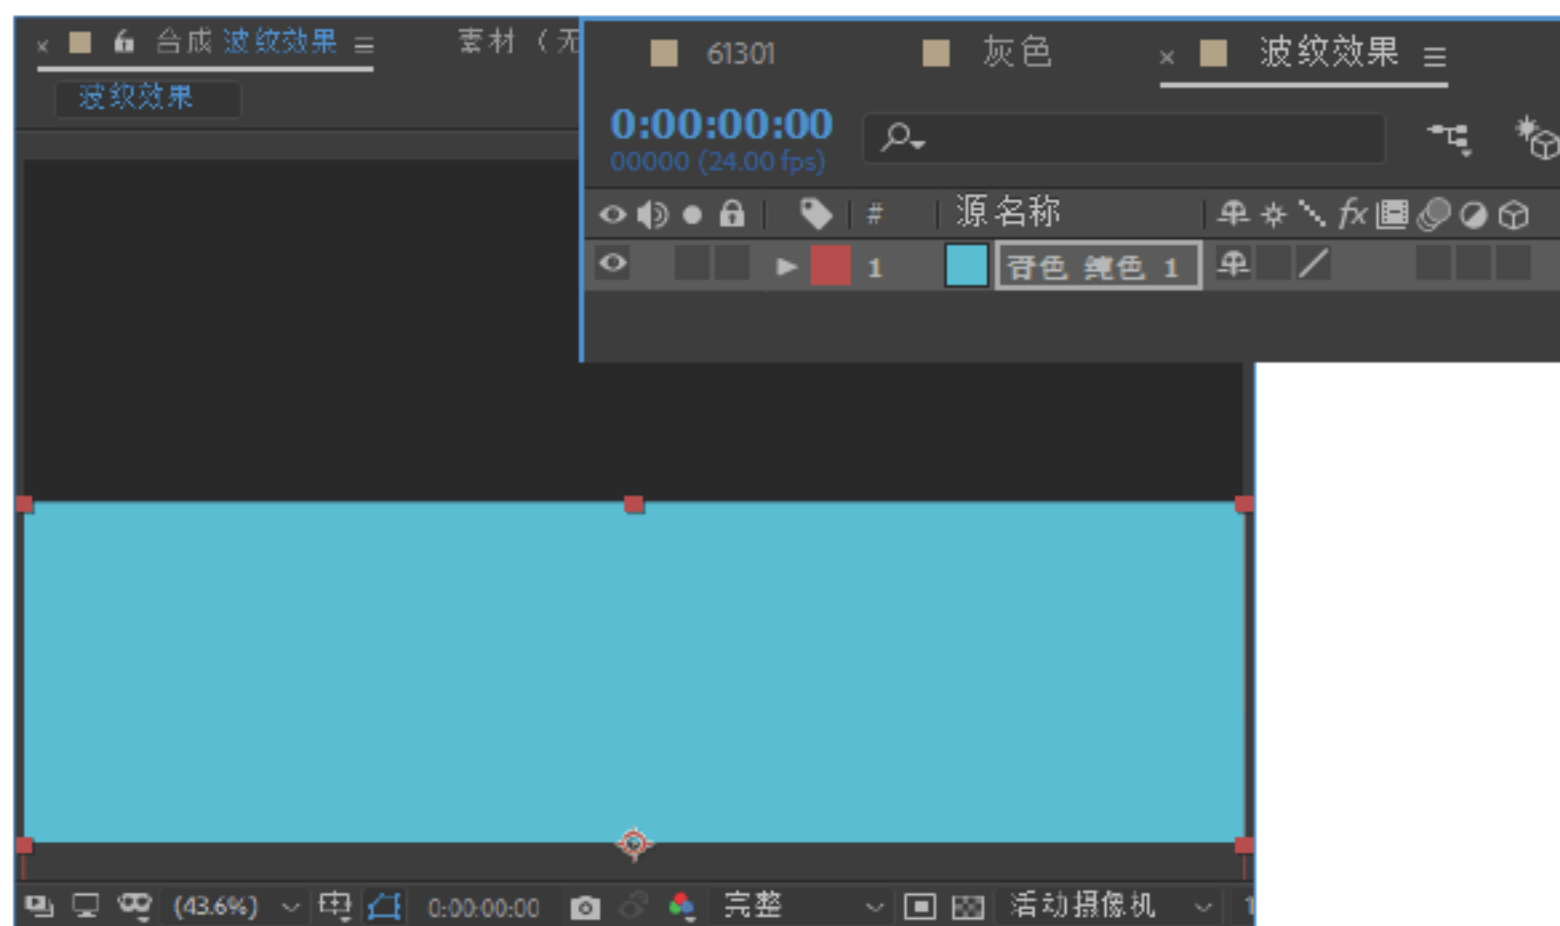 合成 波纹效果
素材（无
波纹效果
61301
灰色
波纹效果
0:00:00:00
00000 (24.00 fps)
# 源名称
fx
1 青色 纯色 1
(43.6%)
0:00:00:00
完整
活动摄像机
1